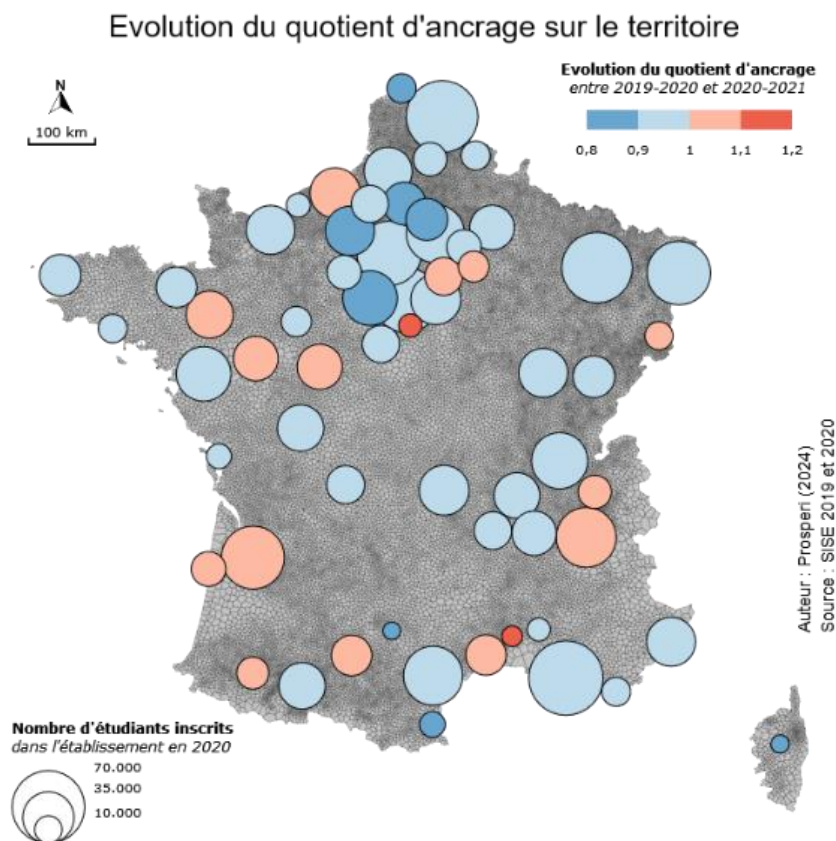 Evolution du quotient d'ancrage sur le territoire
N
100 km
Evolution du quotient d'ancrage
entre 2019-2020 et 2020-2021
0,8 0,9 1 1,1 1,2
Auteur : Prosperi (2024)
Source : SISE 2019 et 2020
Nombre d'étudiants inscrits
dans l'établissement en 2020
70.000
35.000
10.000